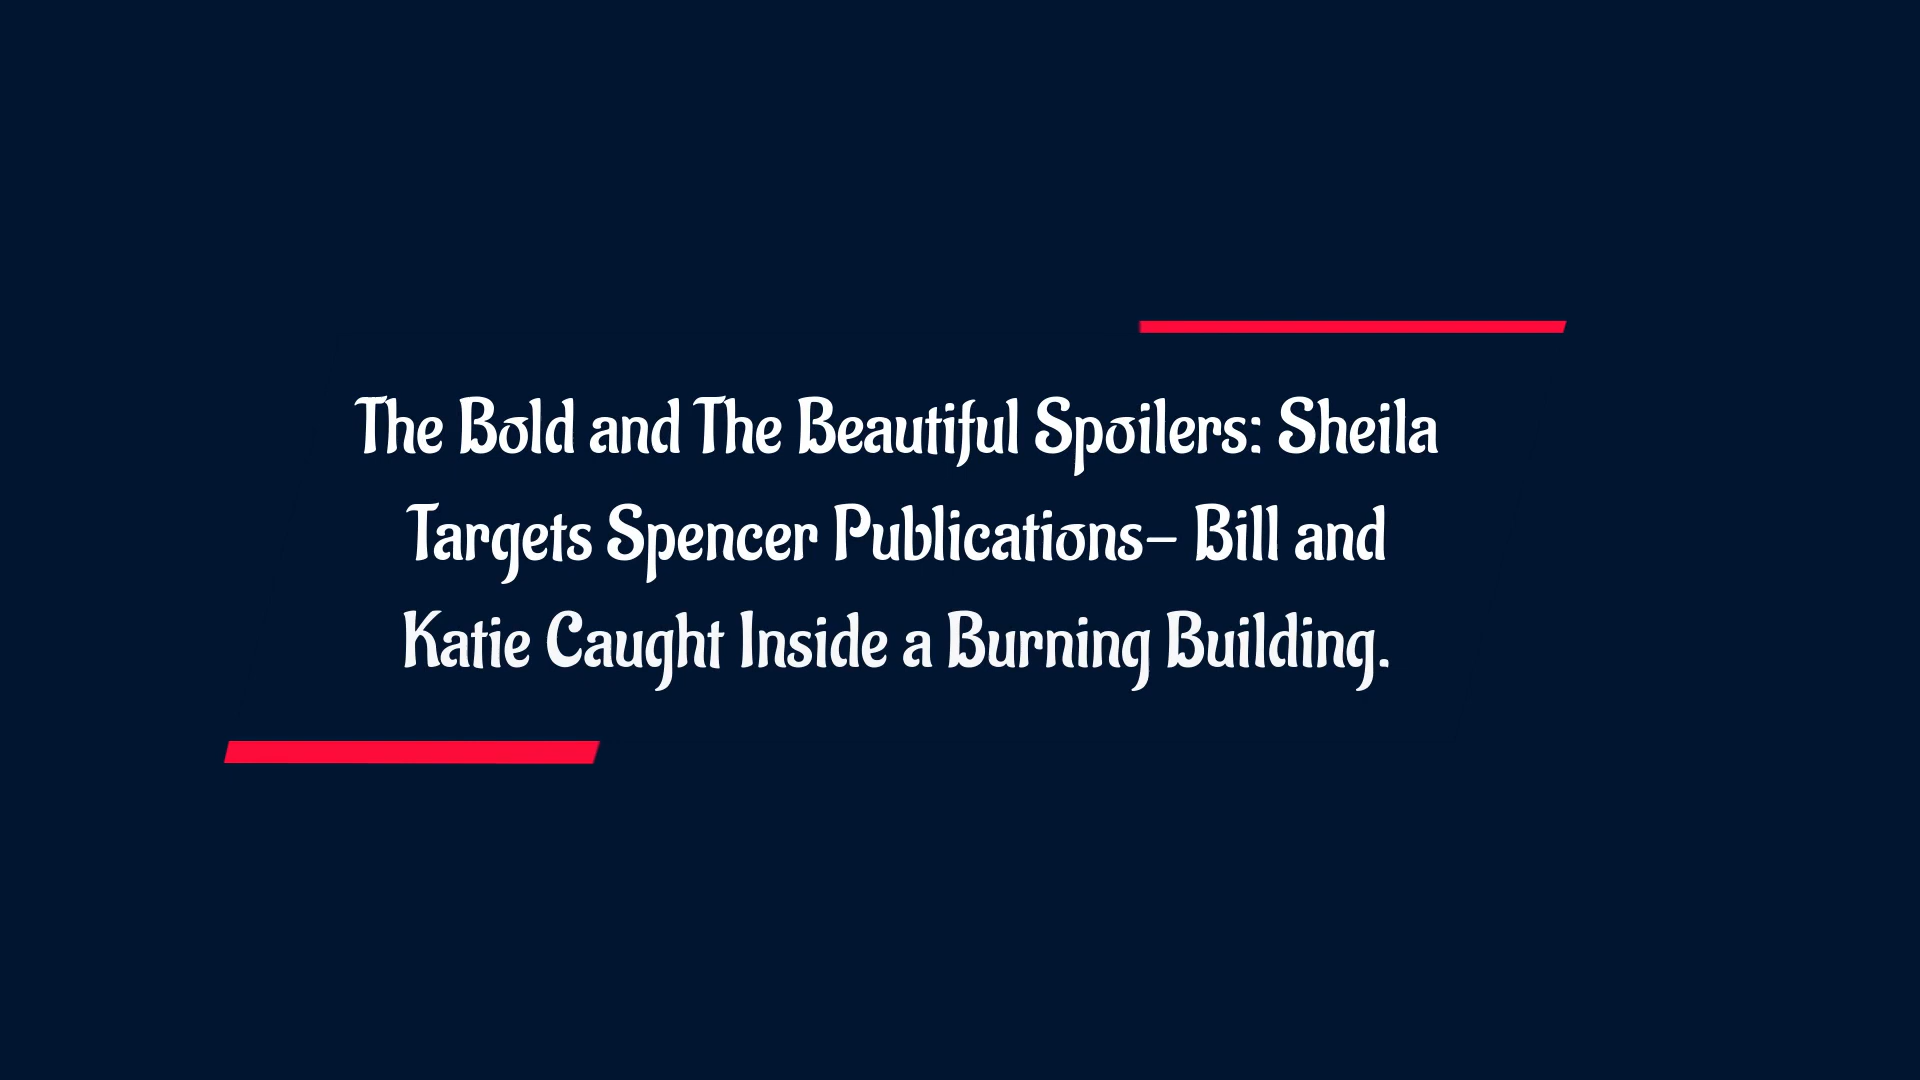 The Bold and The Beautiful Spoilers: Sheila
Targets Spencer Publications– Bill and
Katie Caught Inside a Burning Building.